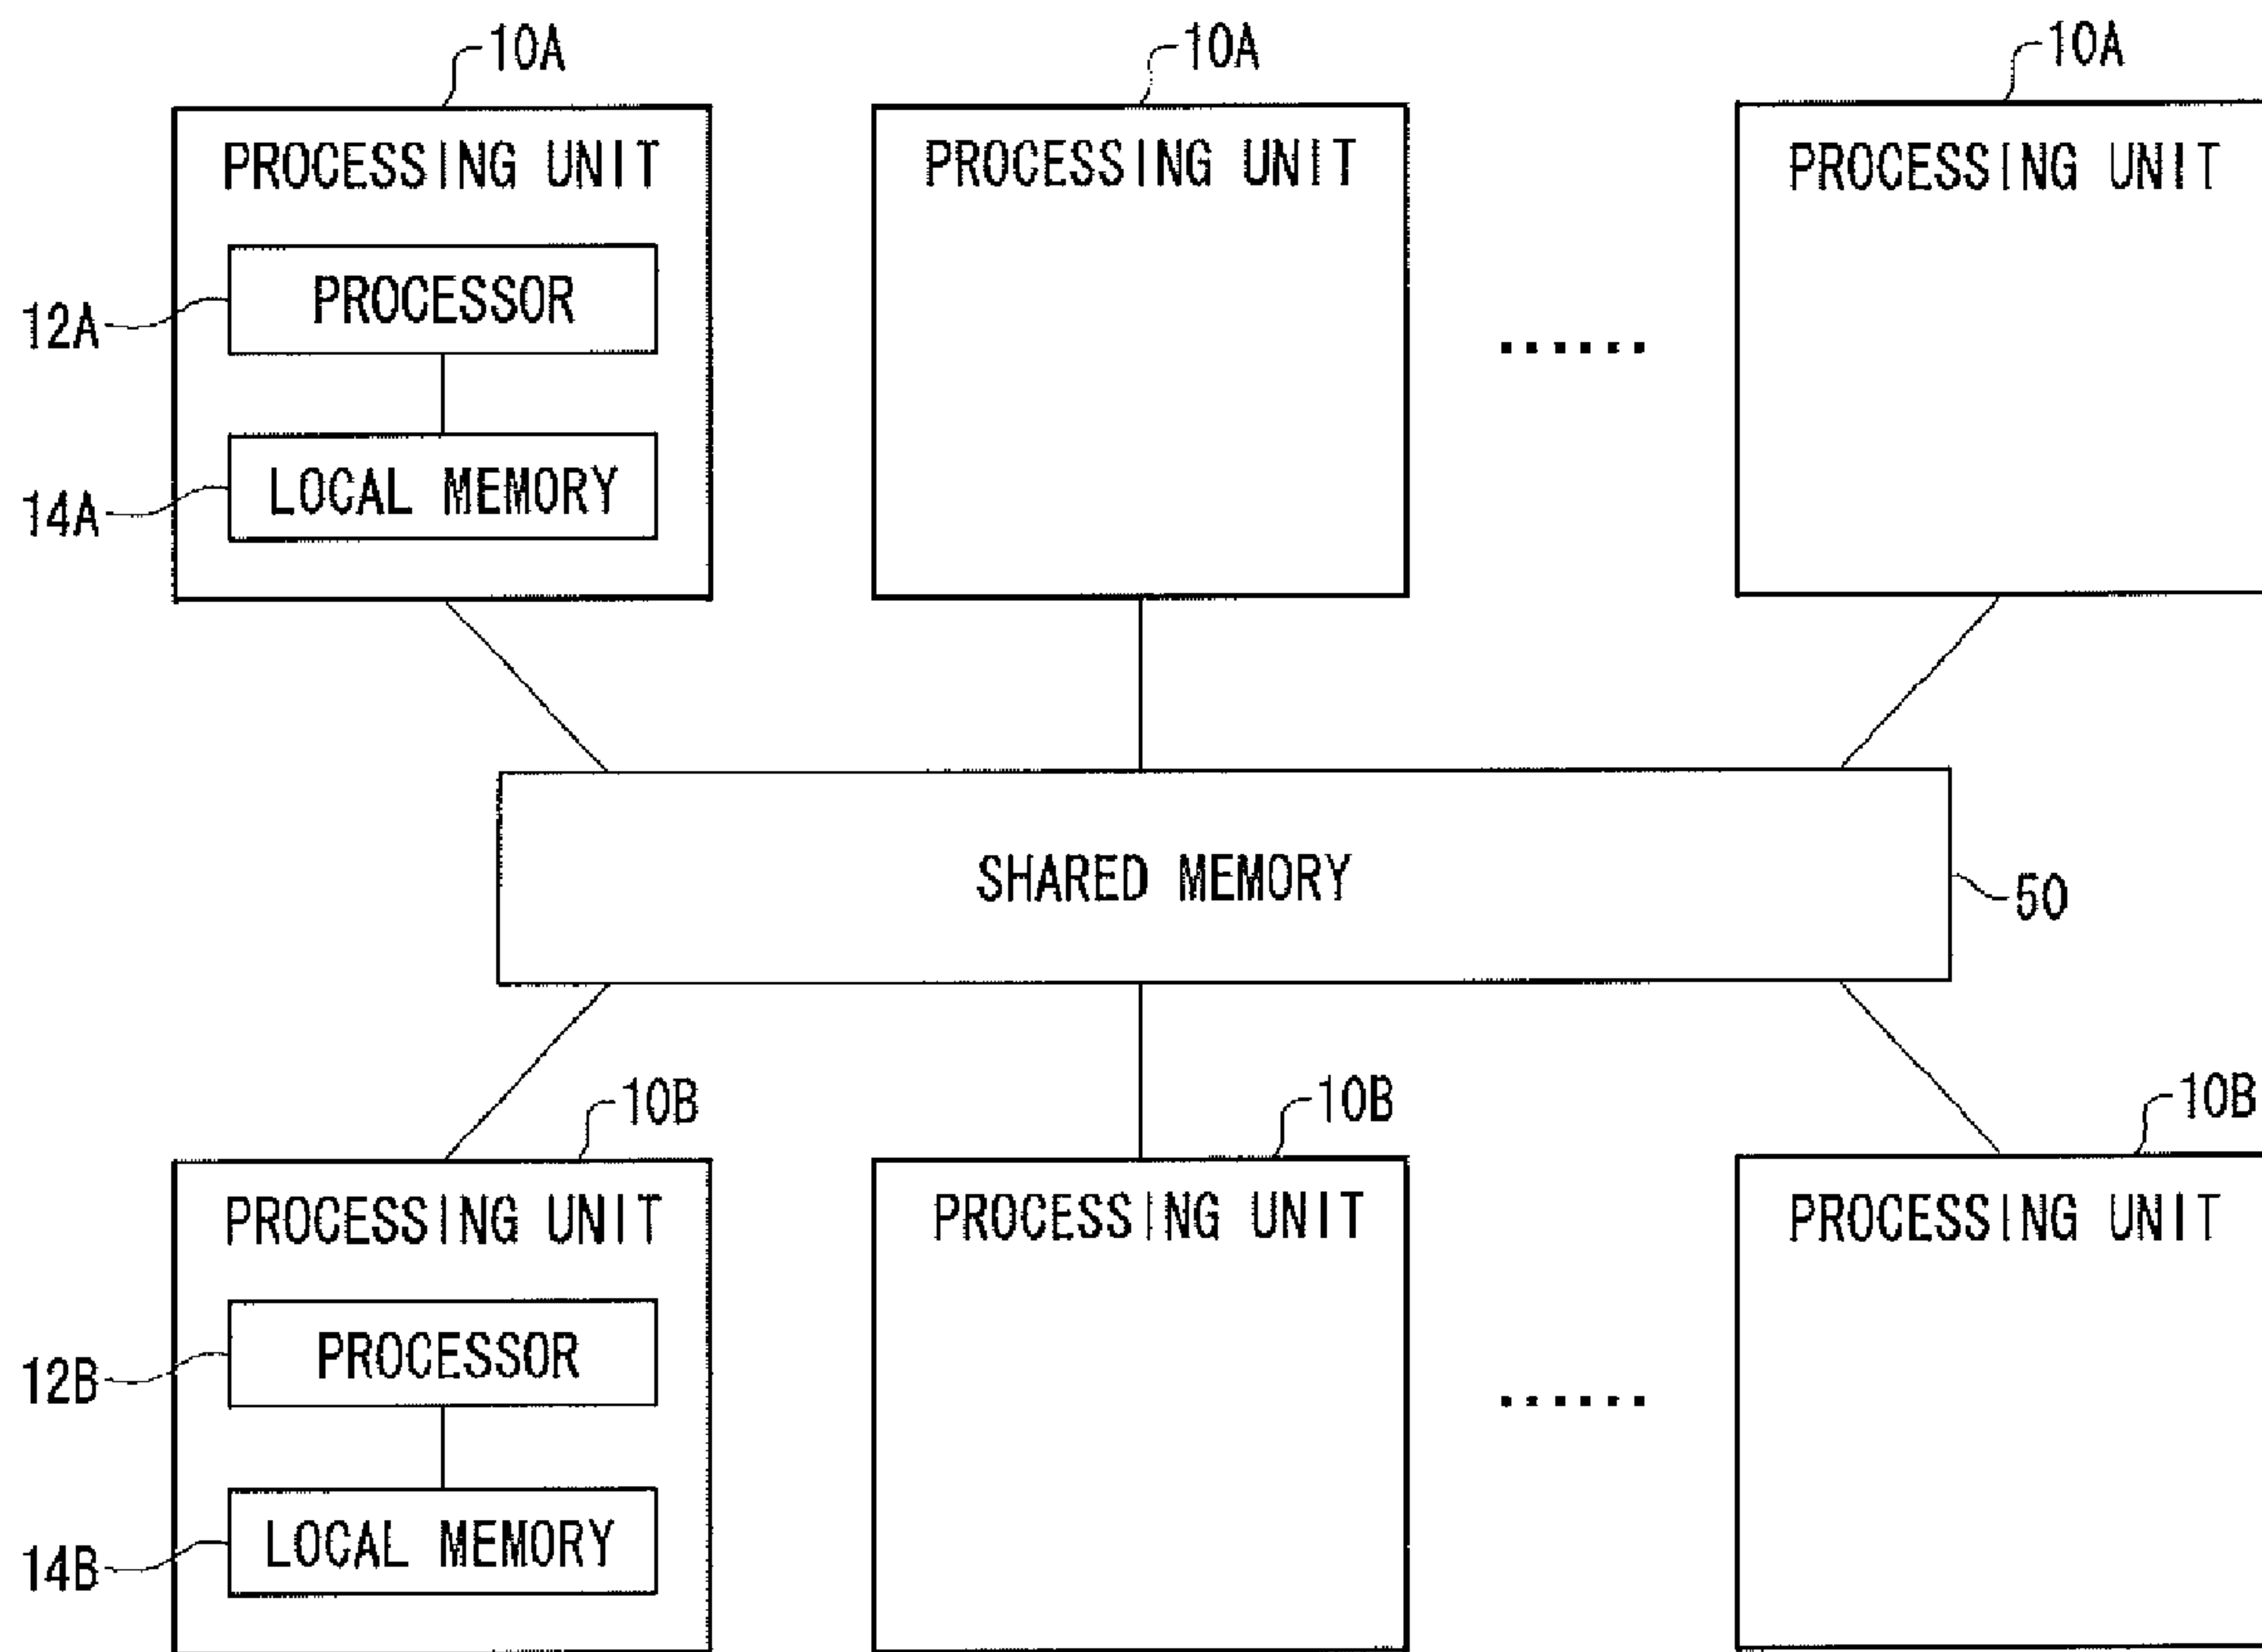 10A
10A
10A
PROCESSING UNIT
PROCESSING UNIT
PROCESSING UNIT
PROCESSOR
12A
LOCAL MEMORY
14A
......
SHARED MEMORY
50
10B
10B
10B
PROCESSING UNIT
PROCESSING UNIT
PROCESSING UNIT
PROCESSOR
12B
LOCAL MEMORY
14B
......